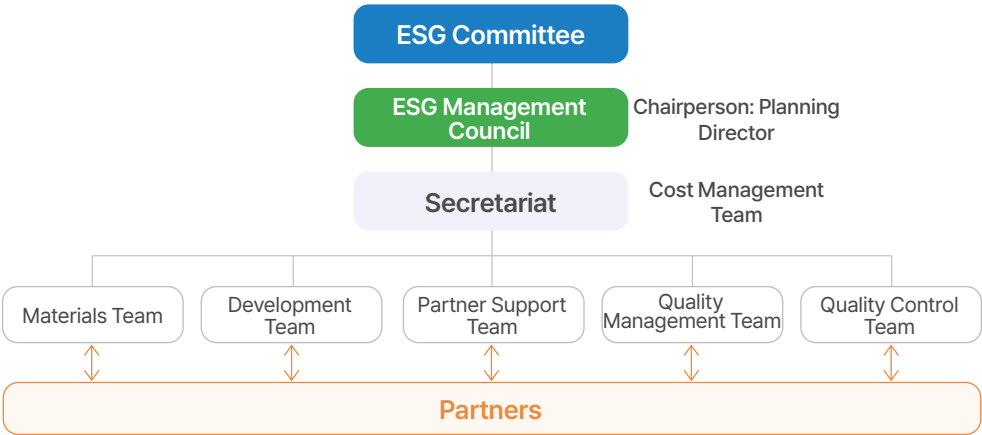 ESG Committee
ESG Management
Council
Chairperson: Planning
Director
Secretariat
Cost Management
Team
Materials Team
Development
Team
Partner Support
Team
Quality
Management Team
Quality Control
Team
Partners